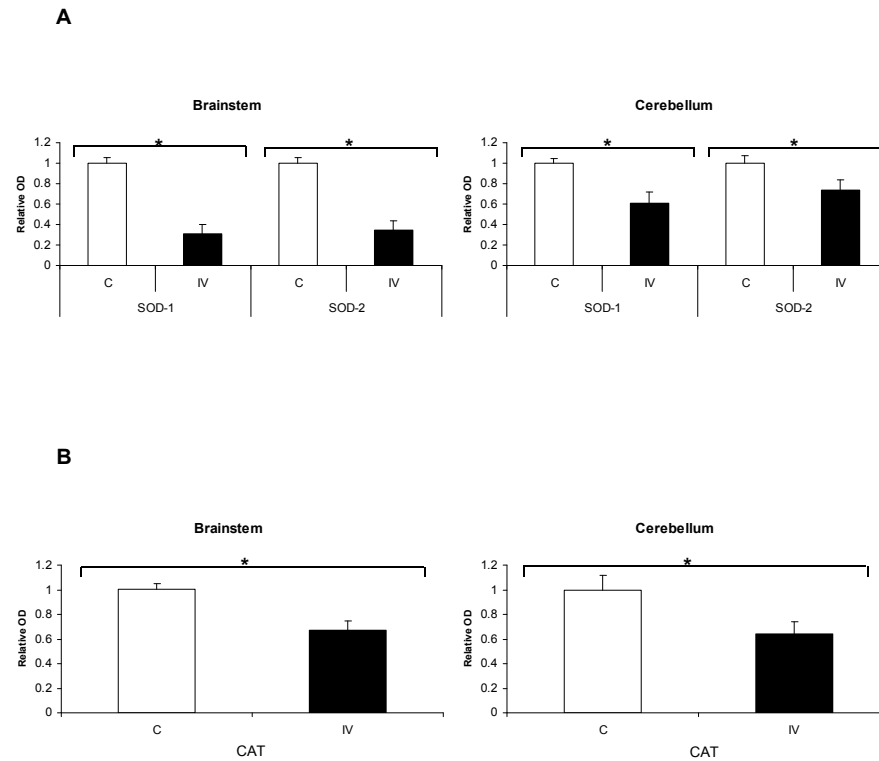 A
Brainstem
*
*
1.2
1
0.8
0.6
0.4
0.2
0
Relative OD
C
IV
C
IV
SOD-1
SOD-2
Cerebellum
*
*
1.2
1
0.8
0.6
0.4
0.2
0
Relative OD
C
IV
C
IV
SOD-1
SOD-2
B
Brainstem
*
1.2
1
0.8
0.6
0.4
0.2
0
Relative OD
C
IV
CAT
Cerebellum
*
1.2
1
0.8
0.6
0.4
0.2
0
Relative OD
C
IV
CAT